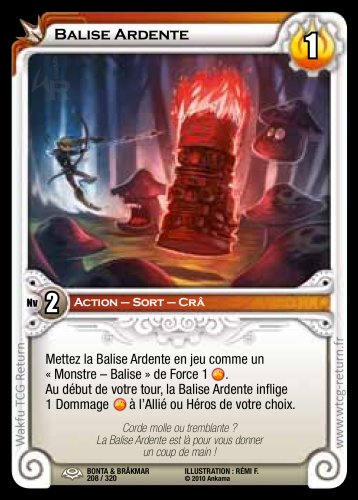 Balise Ardente
1
Nv 2
Action – Sort – Crâ
Mettez la Balise Ardente en jeu comme un
« Monstre – Balise » de Force 1 .
Au début de votre tour, la Balise Ardente inflige
1 Dommage à l'Allié ou Héros de votre choix.
Corde molle ou tremblante ?
La Balise Ardente est là pour vous donner
un coup de main !
BONTA & BRÂKMAR
208 / 320
ILLUSTRATION : RÉMI F.
© 2010 Ankama
Wakfu TCG Return
www.wtcg-return.fr